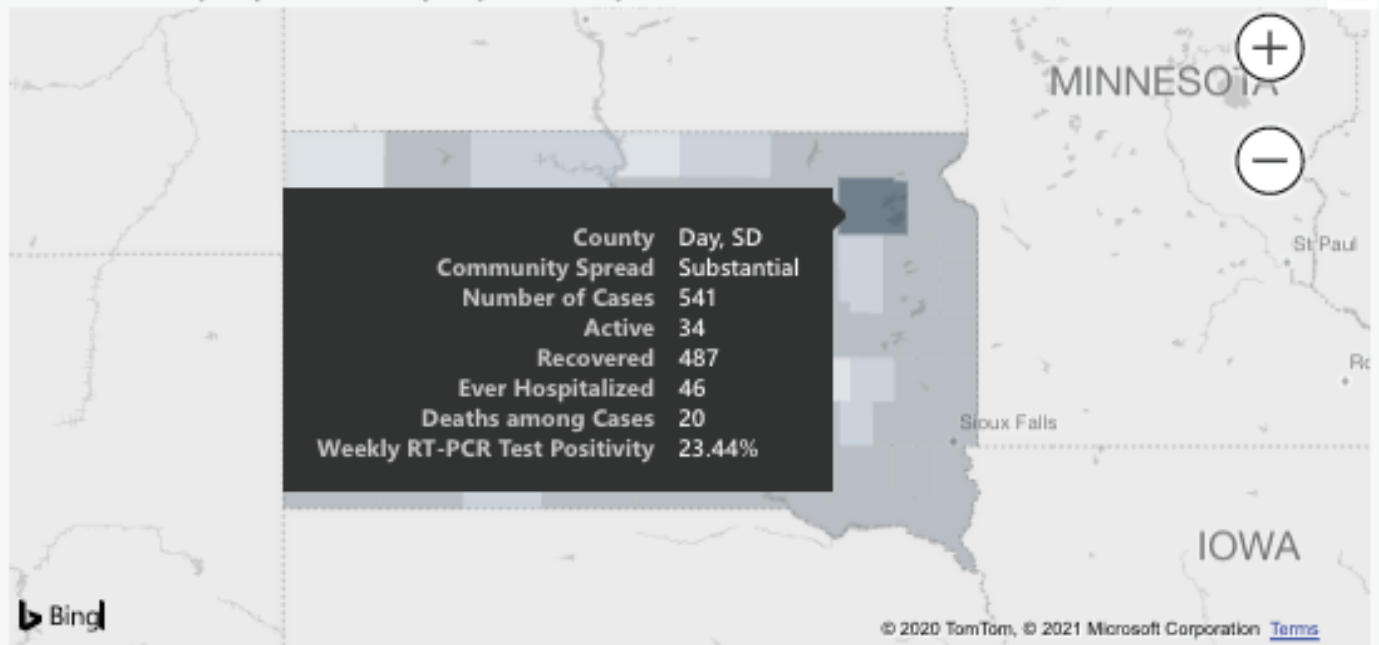 MINNESOTA
St Paul
County Day, SD
Community Spread Substantial
Number of Cases 541
Active 34
Recovered 487
Ever Hospitalized 46
Deaths among Cases 20
Weekly RT-PCR Test Positivity 23.44%
Sioux Falls
IOWA
Bing
© 2020 TomTom, © 2021 Microsoft Corporation Terms